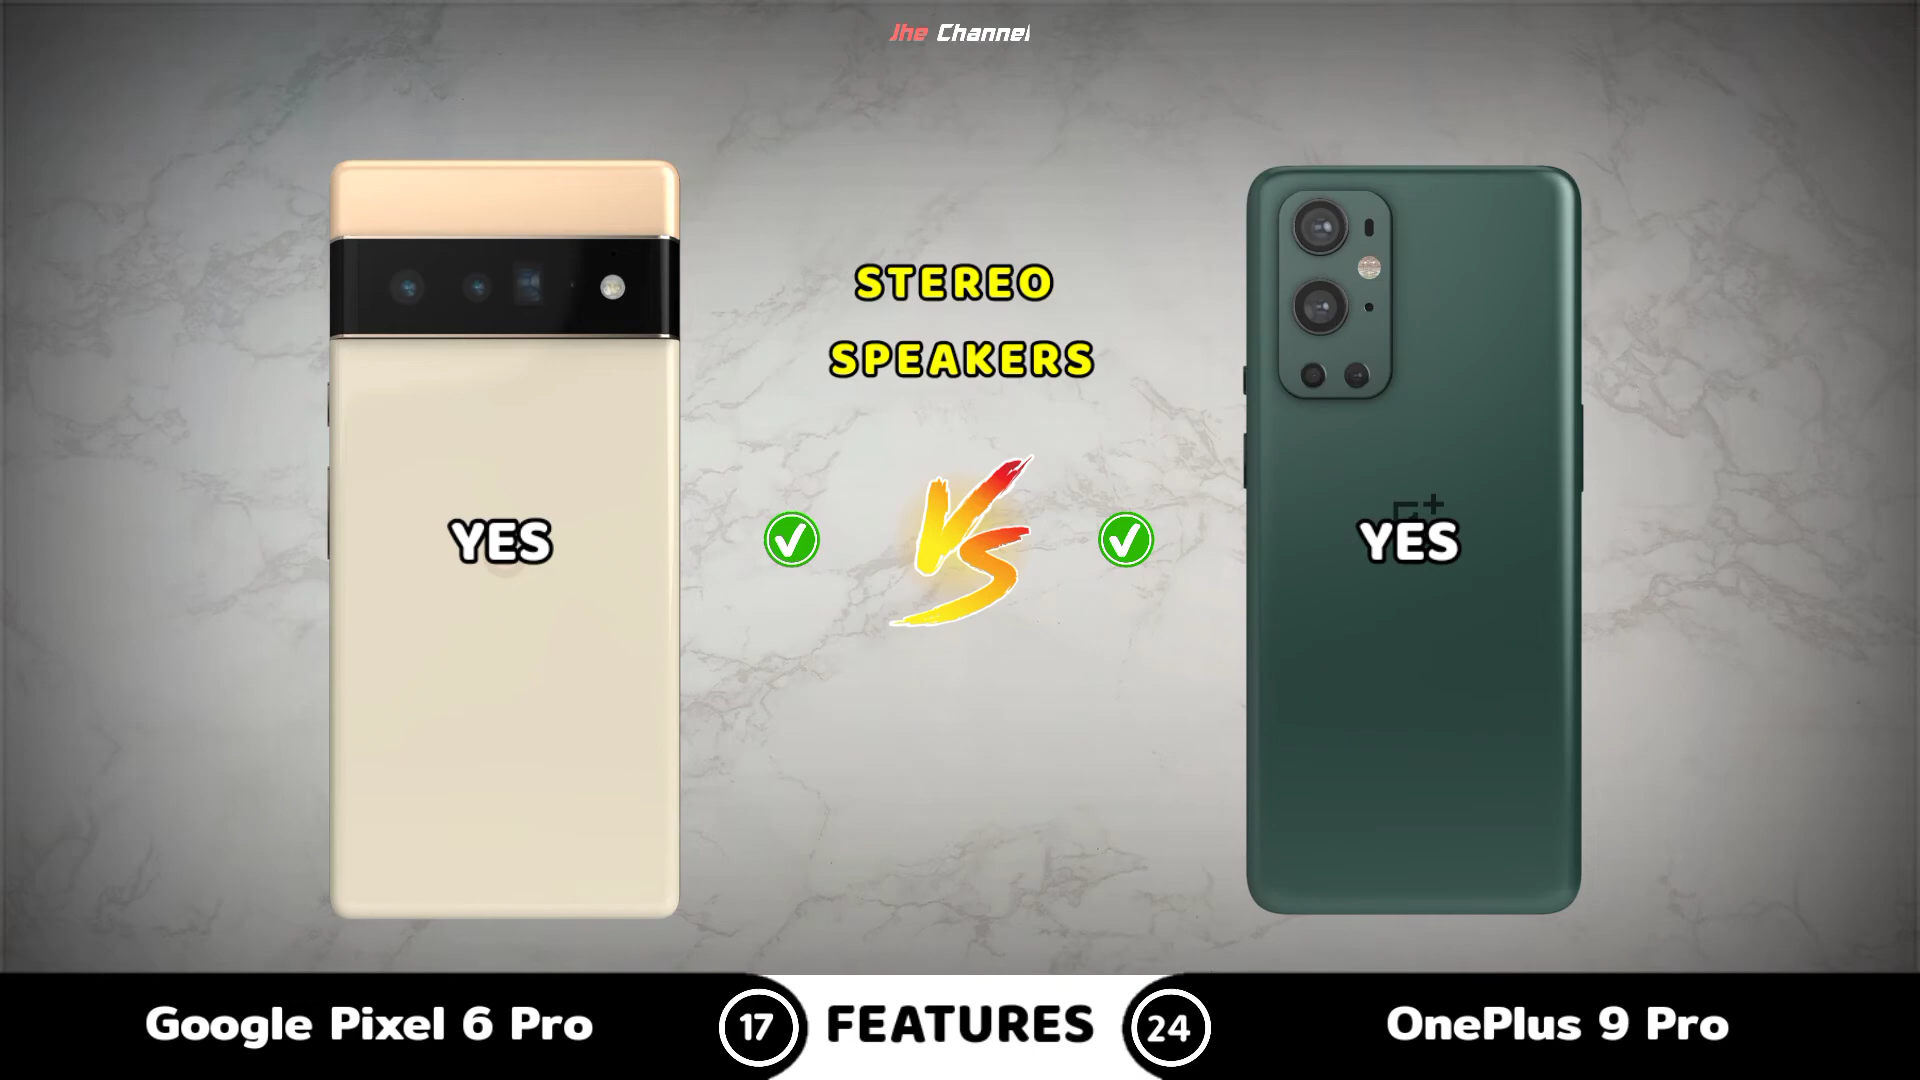 Jhe Channel
STEREO
SPEAKERS
YES
VS
YES
Google Pixel 6 Pro
17
FEATURES
24
OnePlus 9 Pro